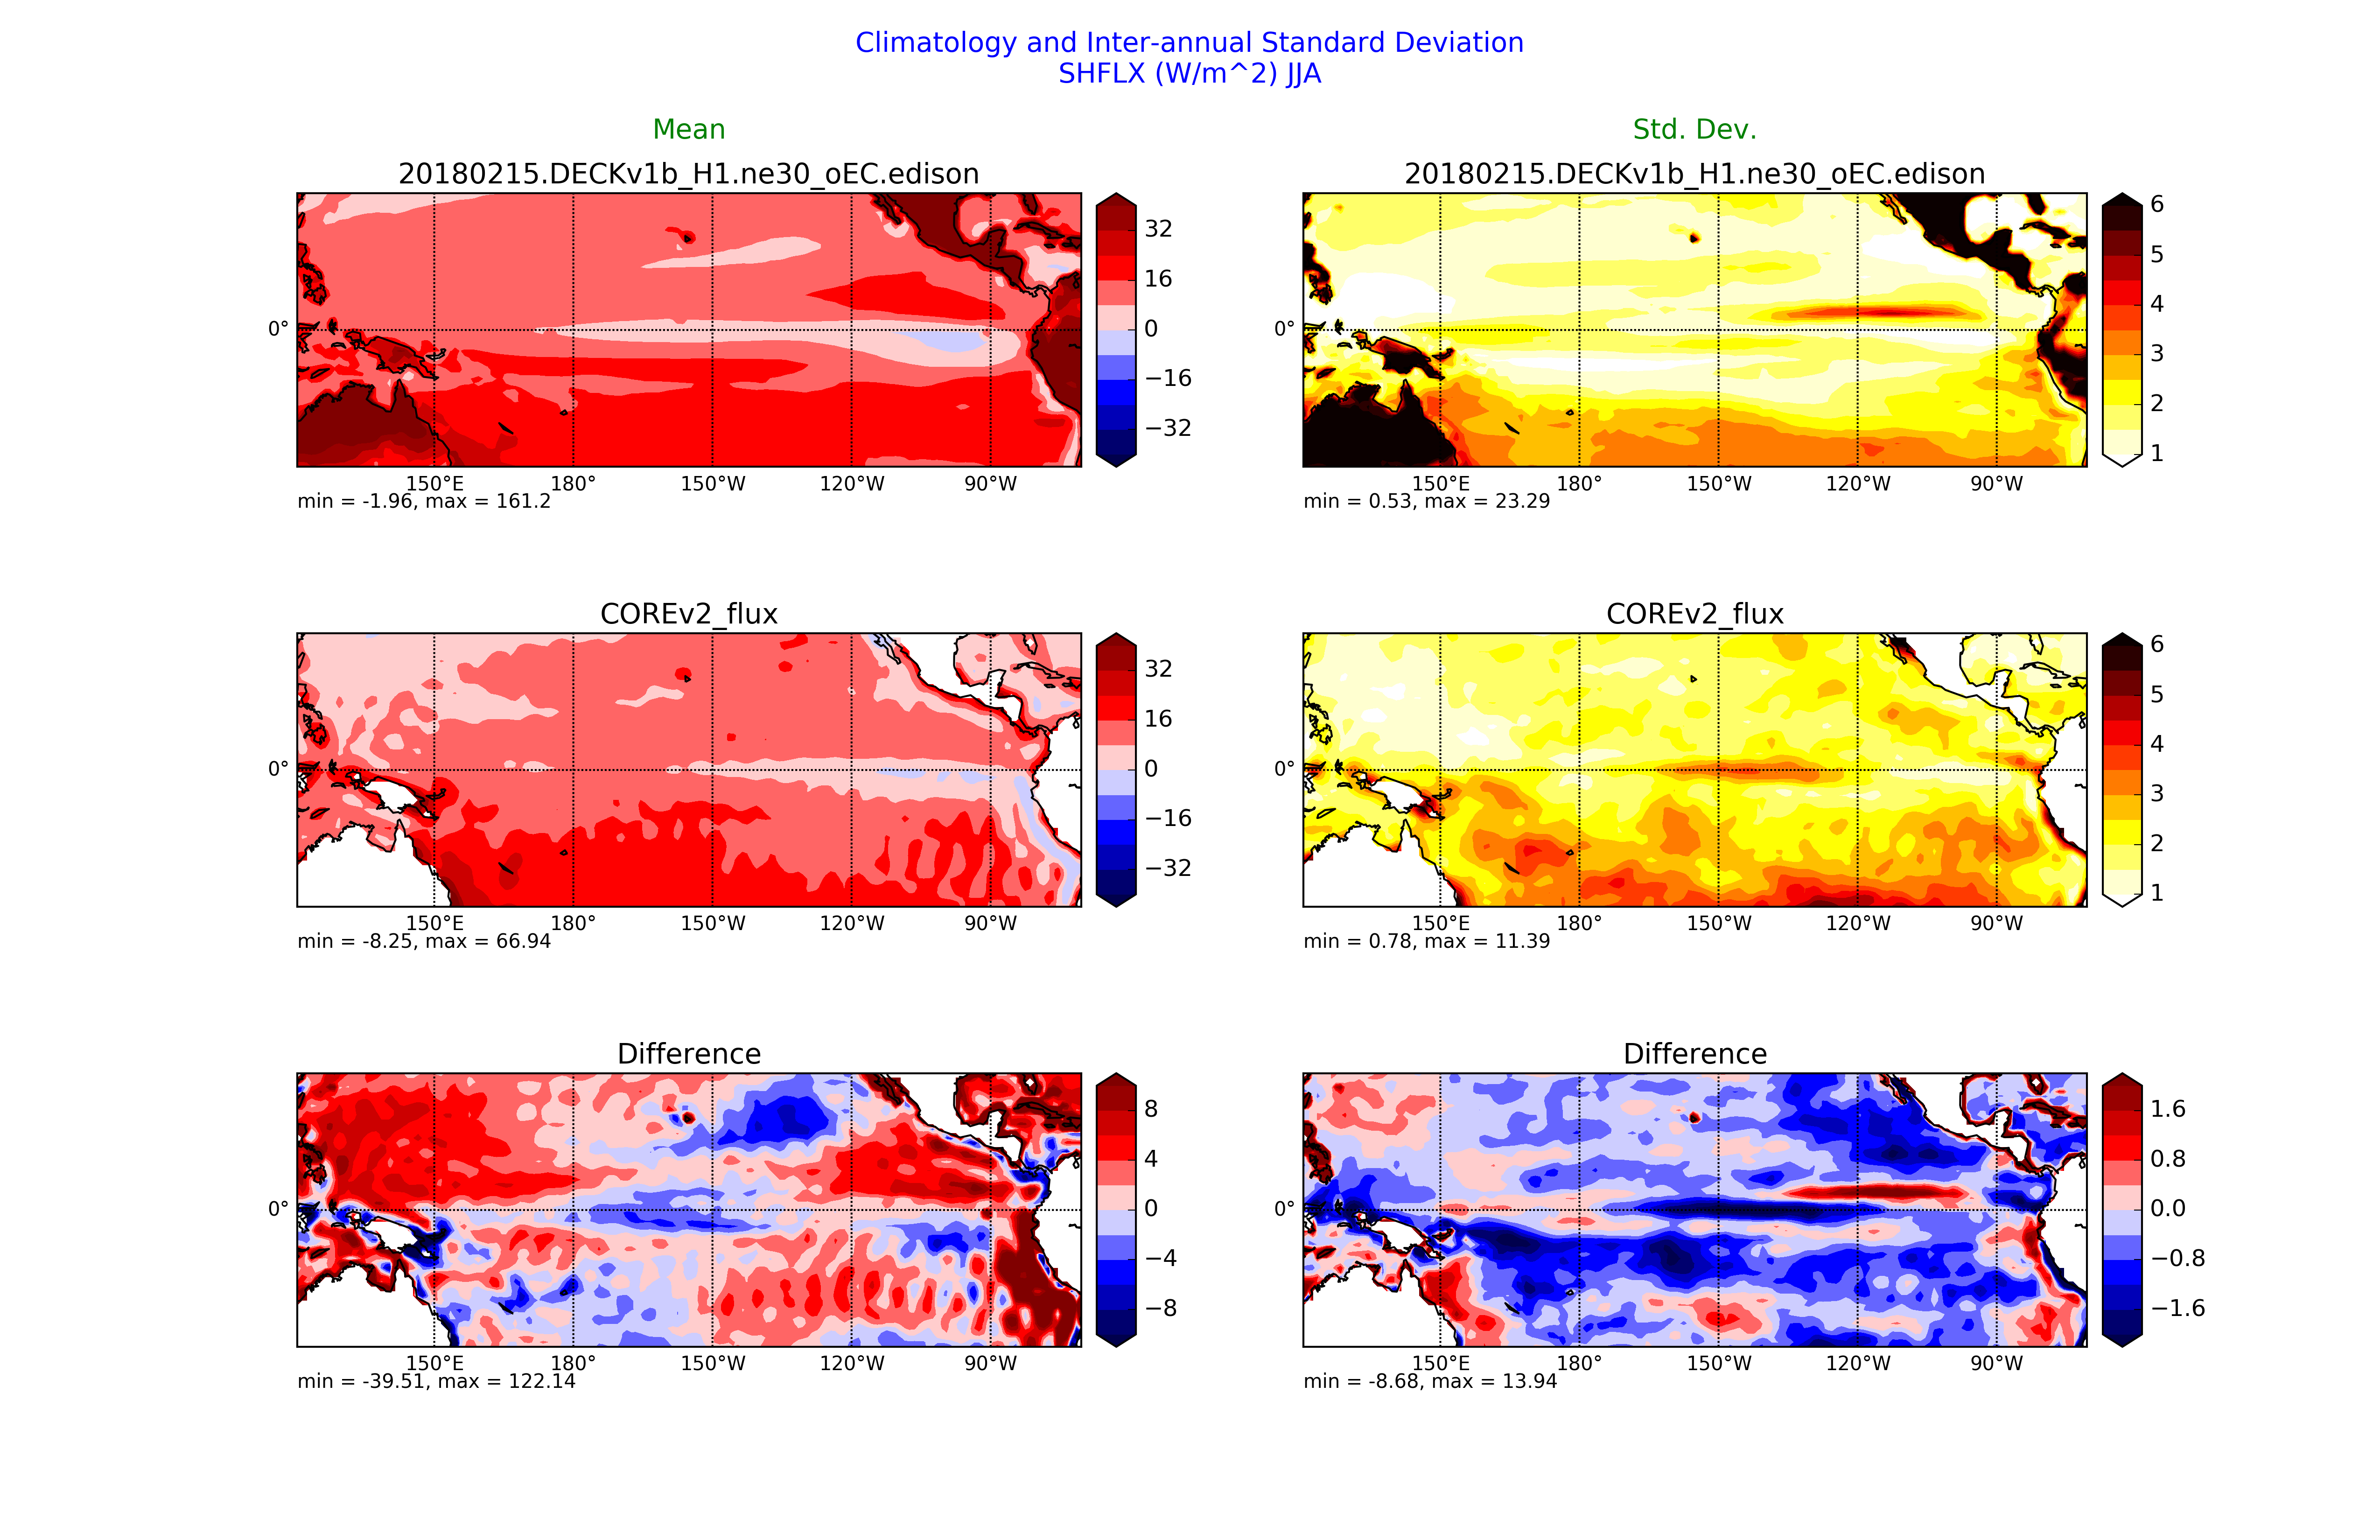 Climatology and Inter-annual Standard Deviation
SHFLX (W/m^2) JJA
Mean
Std. Dev.
20180215.DECKv1b_H1.ne30_oEC.edison
32
16
0
−16
−32
0°
150°E 180° 150°W 120°W 90°W
min = -1.96, max = 161.2
20180215.DECKv1b_H1.ne30_oEC.edison
6
5
4
3
2
1
0°
150°E 180° 150°W 120°W 90°W
min = 0.53, max = 23.29
COREv2_flux
32
16
0
−16
−32
0°
150°E 180° 150°W 120°W 90°W
min = -8.25, max = 66.94
COREv2_flux
6
5
4
3
2
1
0°
150°E 180° 150°W 120°W 90°W
min = 0.78, max = 11.39
Difference
8
4
0
−4
−8
0°
150°E 180° 150°W 120°W 90°W
min = -39.51, max = 122.14
Difference
1.6
0.8
0.0
−0.8
−1.6
0°
150°E 180° 150°W 120°W 90°W
min = -8.68, max = 13.94